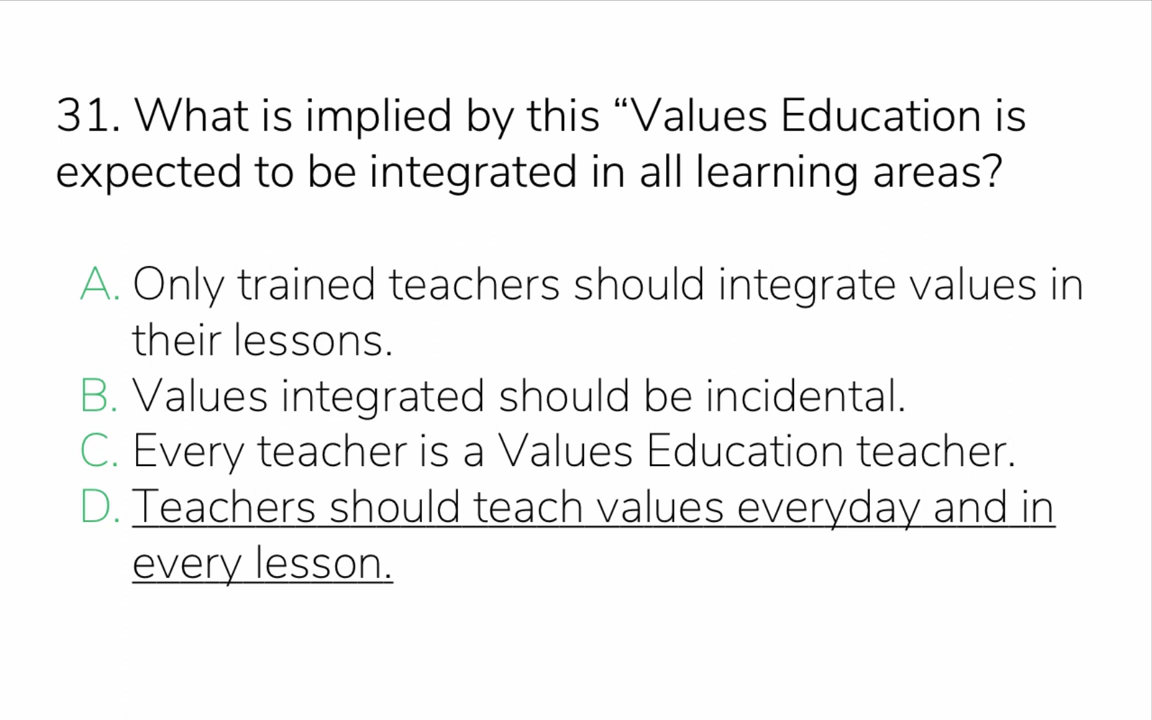 31. What is implied by this “Values Education is
expected to be integrated in all learning areas?
A. Only trained teachers should integrate values in
their lessons.
B. Values integrated should be incidental.
C. Every teacher is a Values Education teacher.
D. Teachers should teach values everyday and in
every lesson.